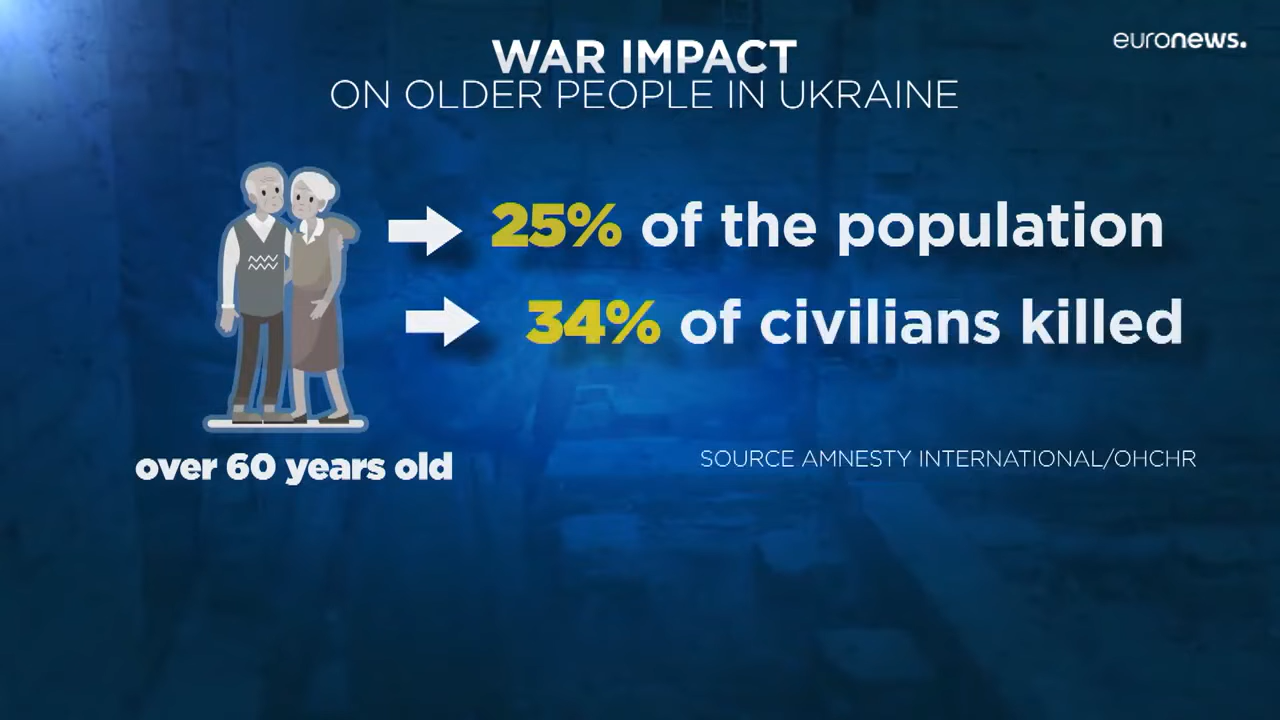 euronews.
WAR IMPACT
ON OLDER PEOPLE IN UKRAINE
25% of the population
34% of civilians killed
over 60 years old
SOURCE AMNESTY INTERNATIONAL/OHCHR